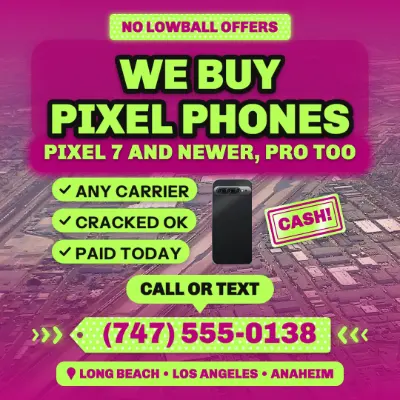 NO LOWBALL OFFERS
WE BUY
PIXEL PHONES
PIXEL 7 AND NEWER, PRO TOO
ANY CARRIER
CRACKED OK
PAID TODAY
CASH!
CALL OR TEXT
(747) 555-0138
LONG BEACH • LOS ANGELES • ANAHEIM